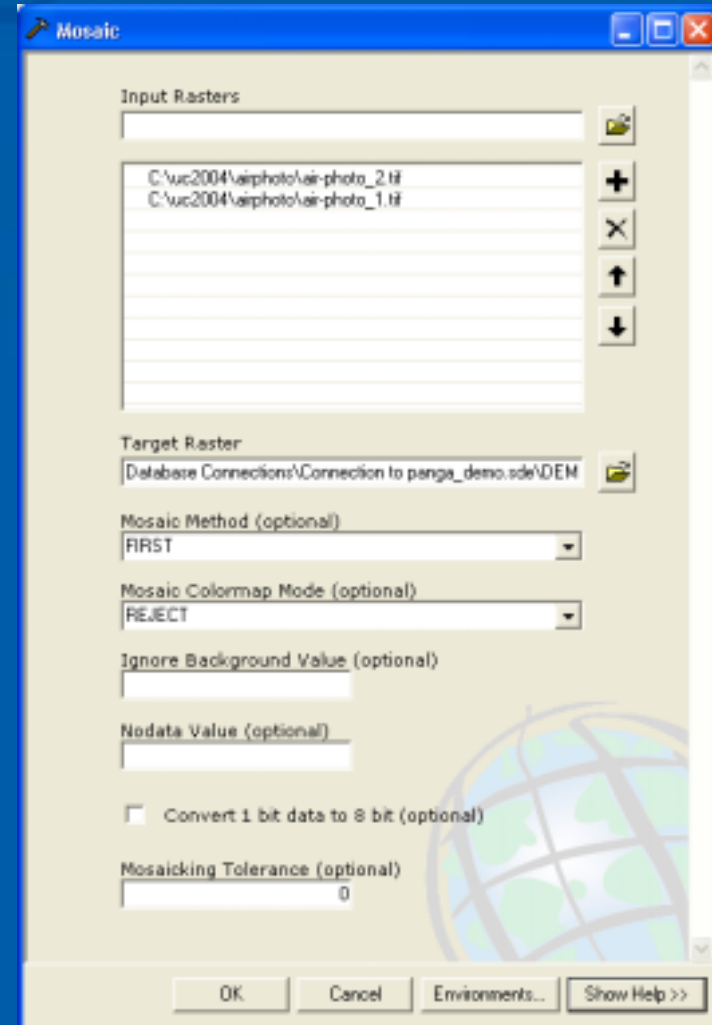 Mosaic
Input Rasters
C:\uc2004\airphoto\air-photo_2.tif
C:\uc2004\airphoto\air-photo_1.tif
Target Raster
Database Connections\Connection to panga_demo.sde\DEM
Mosaic Method (optional)
FIRST
Mosaic Colormap Mode (optional)
REJECT
Ignore Background Value (optional)
Nodata Value (optional)
Convert 1 bit data to 8 bit (optional)
Mosaicking Tolerance (optional)
0
OK Cancel Environments... Show Help >>